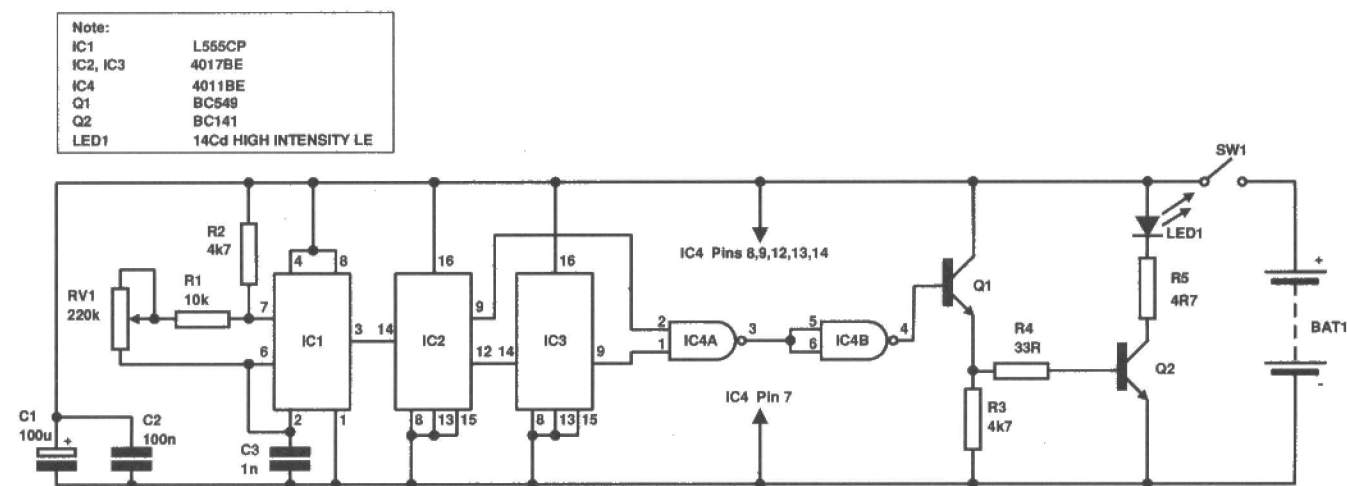 Note:
IC1 L555CP
IC2, IC3 4017BE
IC4 4011BE
Q1 BC549
Q2 BC141
LED1 14Cd HIGH INTENSITY LE
SW1
R2
4k7
LED1
IC4 Pins 8,9,12,13,14
4 8 16 9 16
RV1
220k
R1
10k
7
6
IC1
3
14
IC2
12
14
IC3
9
2
1
IC4A
3
5
6
IC4B
4
Q1
R5
4R7
+
BAT1
-
R4
33R
Q2
2 1
8 13 15
8 13 15
IC4 Pin 7
R3
4k7
C1
100u
+
C2
100n
C3
1n